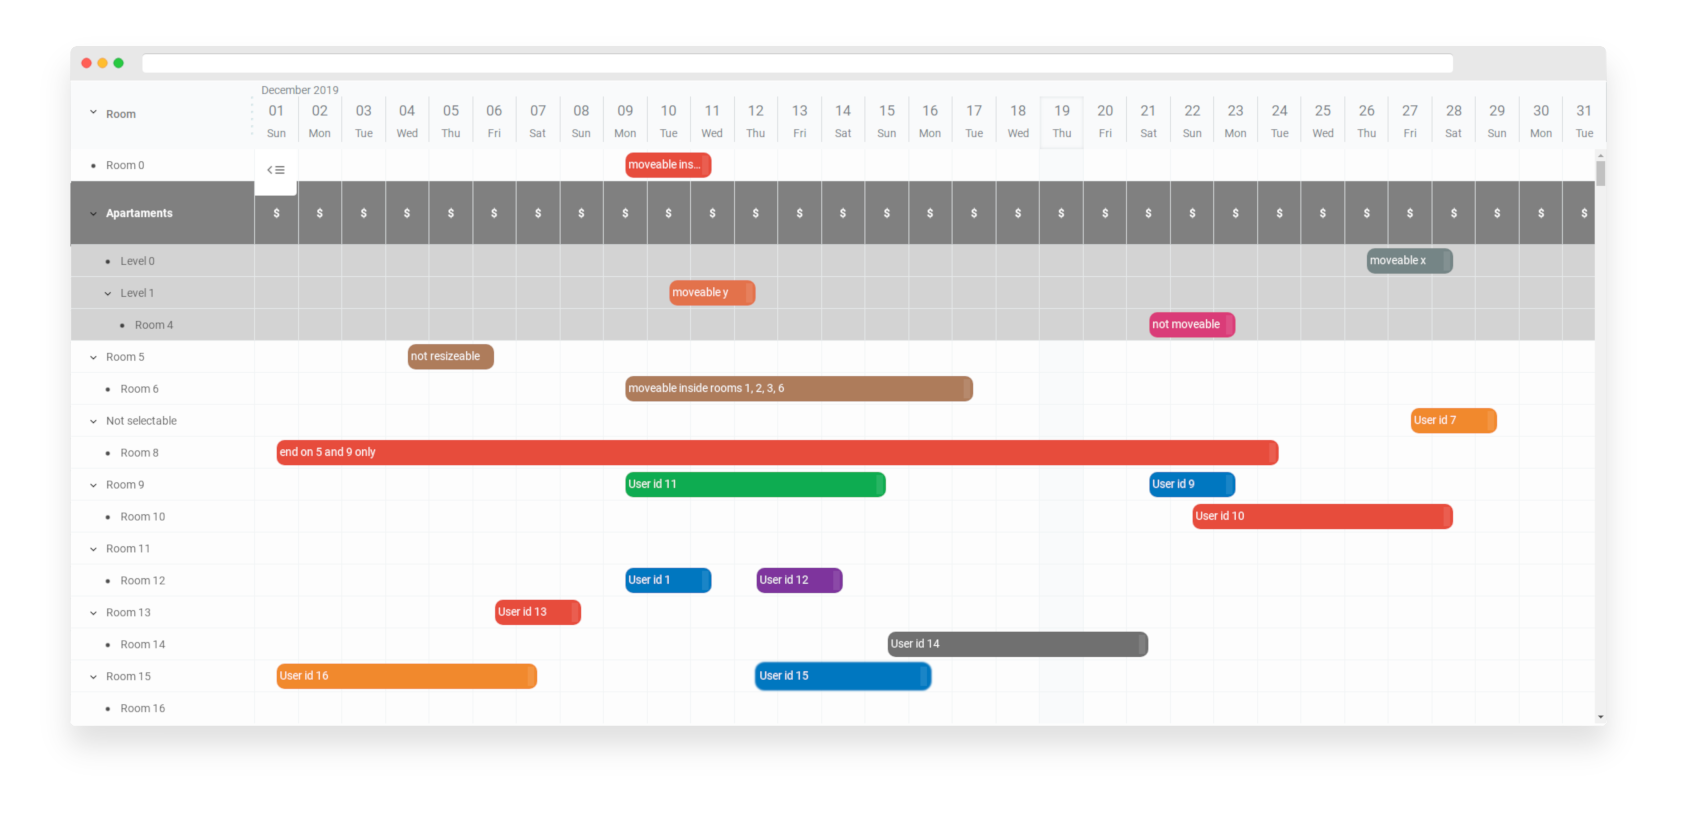 December 2019
Room
01 02 03 04 05 06 07 08 09 10 11 12 13 14 15 16 17 18 19 20 21 22 23 24 25 26 27 28 29 30 31
Sun Mon Tue Wed Thu Fri Sat Sun Mon Tue Wed Thu Fri Sat Sun Mon Tue Wed Thu Fri Sat Sun Mon Tue Wed Thu Fri Sat Sun Mon Tue
Room 0 moveable ins...
Apartaments $ $ $ $ $ $ $ $ $ $ $ $ $ $ $ $ $ $ $ $ $ $ $ $ $ $ $ $ $ $ $
Level 0 moveable x
Level 1 moveable y
Room 4 not moveable
Room 5 not resizeable
Room 6 moveable inside rooms 1, 2, 3, 6
Not selectable User id 7
Room 8 end on 5 and 9 only
Room 9 User id 11 User id 9
Room 10 User id 10
Room 11
Room 12 User id 1 User id 12
Room 13 User id 13
Room 14 User id 14
Room 15 User id 16 User id 15
Room 16